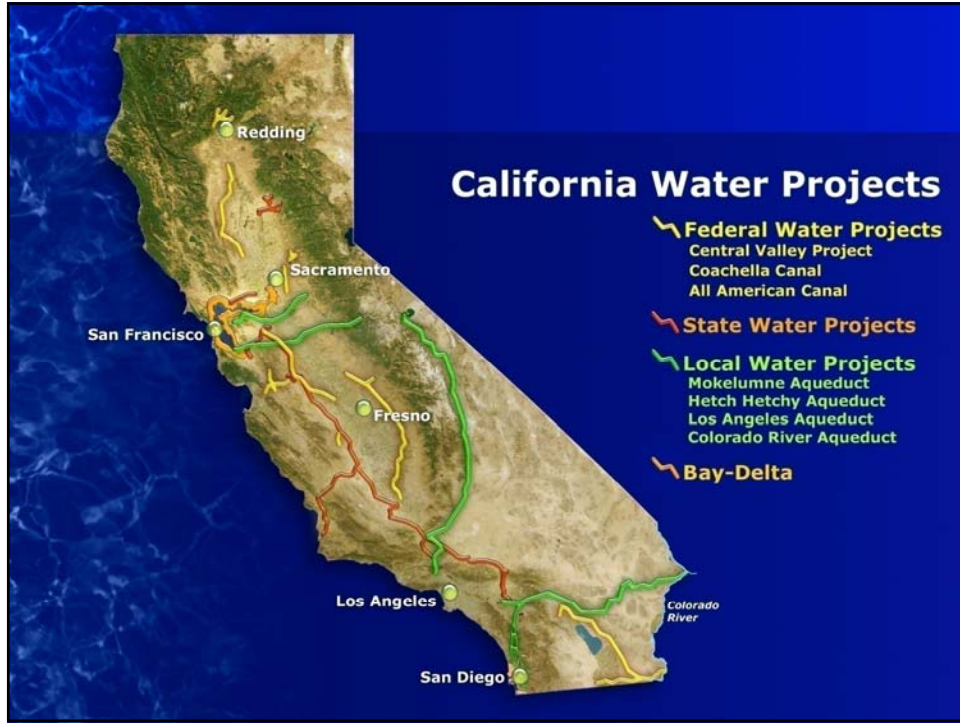 California Water Projects
Federal Water Projects
Central Valley Project
Coachella Canal
All American Canal
State Water Projects
Local Water Projects
Mokelumne Aqueduct
Hetch Hetchy Aqueduct
Los Angeles Aqueduct
Colorado River Aqueduct
Bay-Delta
Redding
Sacramento
San Francisco
Fresno
Los Angeles
Colorado
River
San Diego